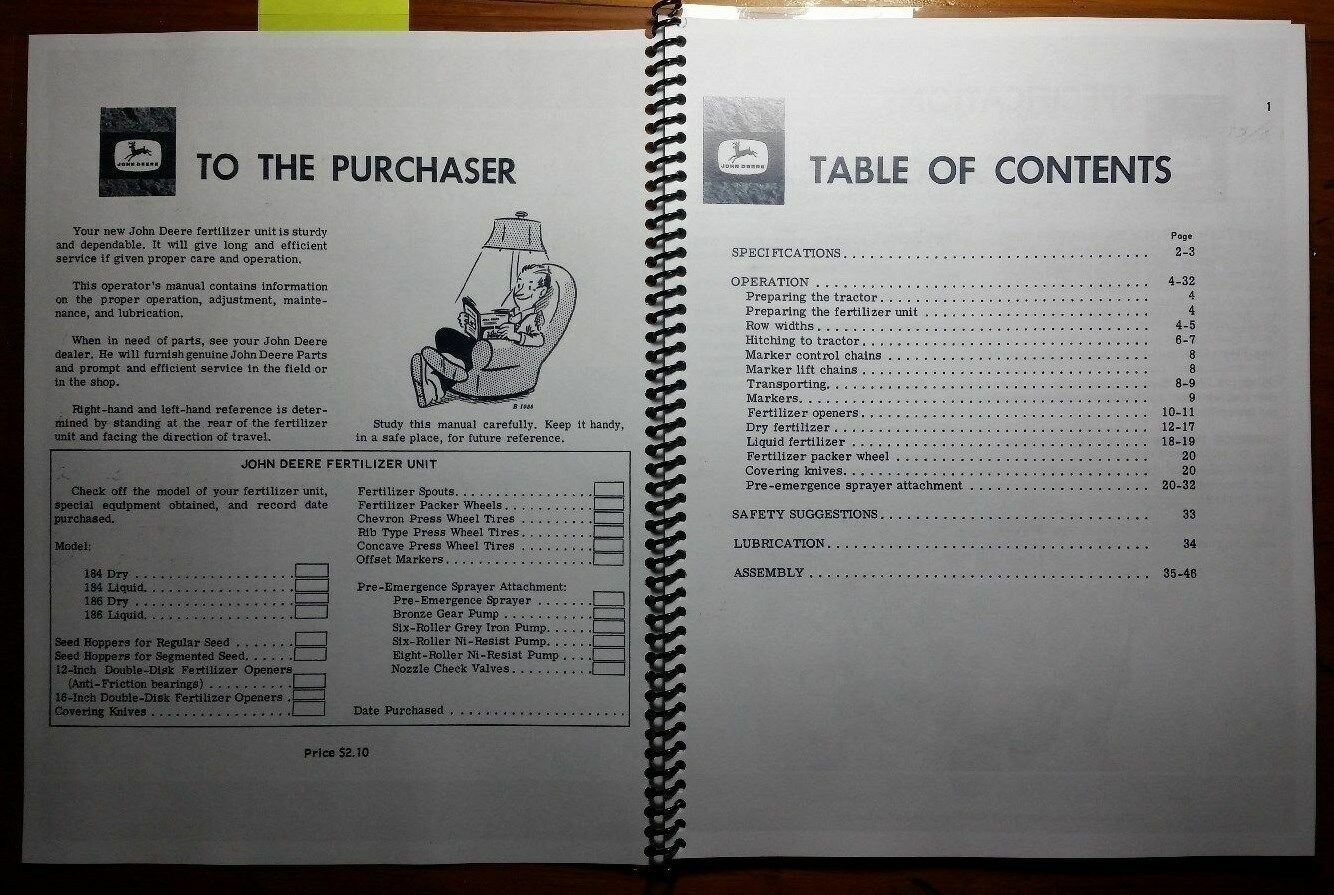 JOHN DEERE
TO THE PURCHASER
Your new John Deere fertilizer unit is sturdy
and dependable. It will give long and efficient
service if given proper care and operation.
This operator's manual contains information
on the proper operation, adjustment, mainte-
nance, and lubrication.
When in need of parts, see your John Deere
dealer. He will furnish genuine John Deere Parts
and prompt and efficient service in the field or
in the shop.
Right-hand and left-hand reference is deter-
mined by standing at the rear of the fertilizer
unit and facing the direction of travel.
Study this manual carefully. Keep it handy,
in a safe place, for future reference.
JOHN DEERE FERTILIZER UNIT
Check off the model of your fertilizer unit,
special equipment obtained, and record date
purchased.
Model:
184 Dry
184 Liquid
186 Dry
186 Liquid
Seed Hoppers for Regular Seed
Seed Hoppers for Segmented Seed
12-Inch Double-Disk Fertilizer Openers
(Anti-Friction bearings)
16-Inch Double-Disk Fertilizer Openers
Covering Knives
Fertilizer Spouts
Fertilizer Packer Wheels
Chevron Press Wheel Tires
Rib Type Press Wheel Tires
Concave Press Wheel Tires
Offset Markers
Pre-Emergence Sprayer Attachment:
Pre-Emergence Sprayer
Bronze Gear Pump
Six-Roller Grey Iron Pump
Six-Roller Ni-Resist Pump
Eight-Roller Ni-Resist Pump
Nozzle Check Valves
Date Purchased
Price $2.10
1
JOHN DEERE
TABLE OF CONTENTS
Page
SPECIFICATIONS 2-3
OPERATION 4-32
Preparing the tractor 4
Preparing the fertilizer unit 4
Row widths 4-5
Hitching to tractor 6-7
Marker control chains 8
Marker lift chains 8
Transporting 8-9
Markers 9
Fertilizer openers 10-11
Dry fertilizer 12-17
Liquid fertilizer 18-19
Fertilizer packer wheel 20
Covering knives 20
Pre-emergence sprayer attachment 20-32
SAFETY SUGGESTIONS 33
LUBRICATION 34
ASSEMBLY 35-46